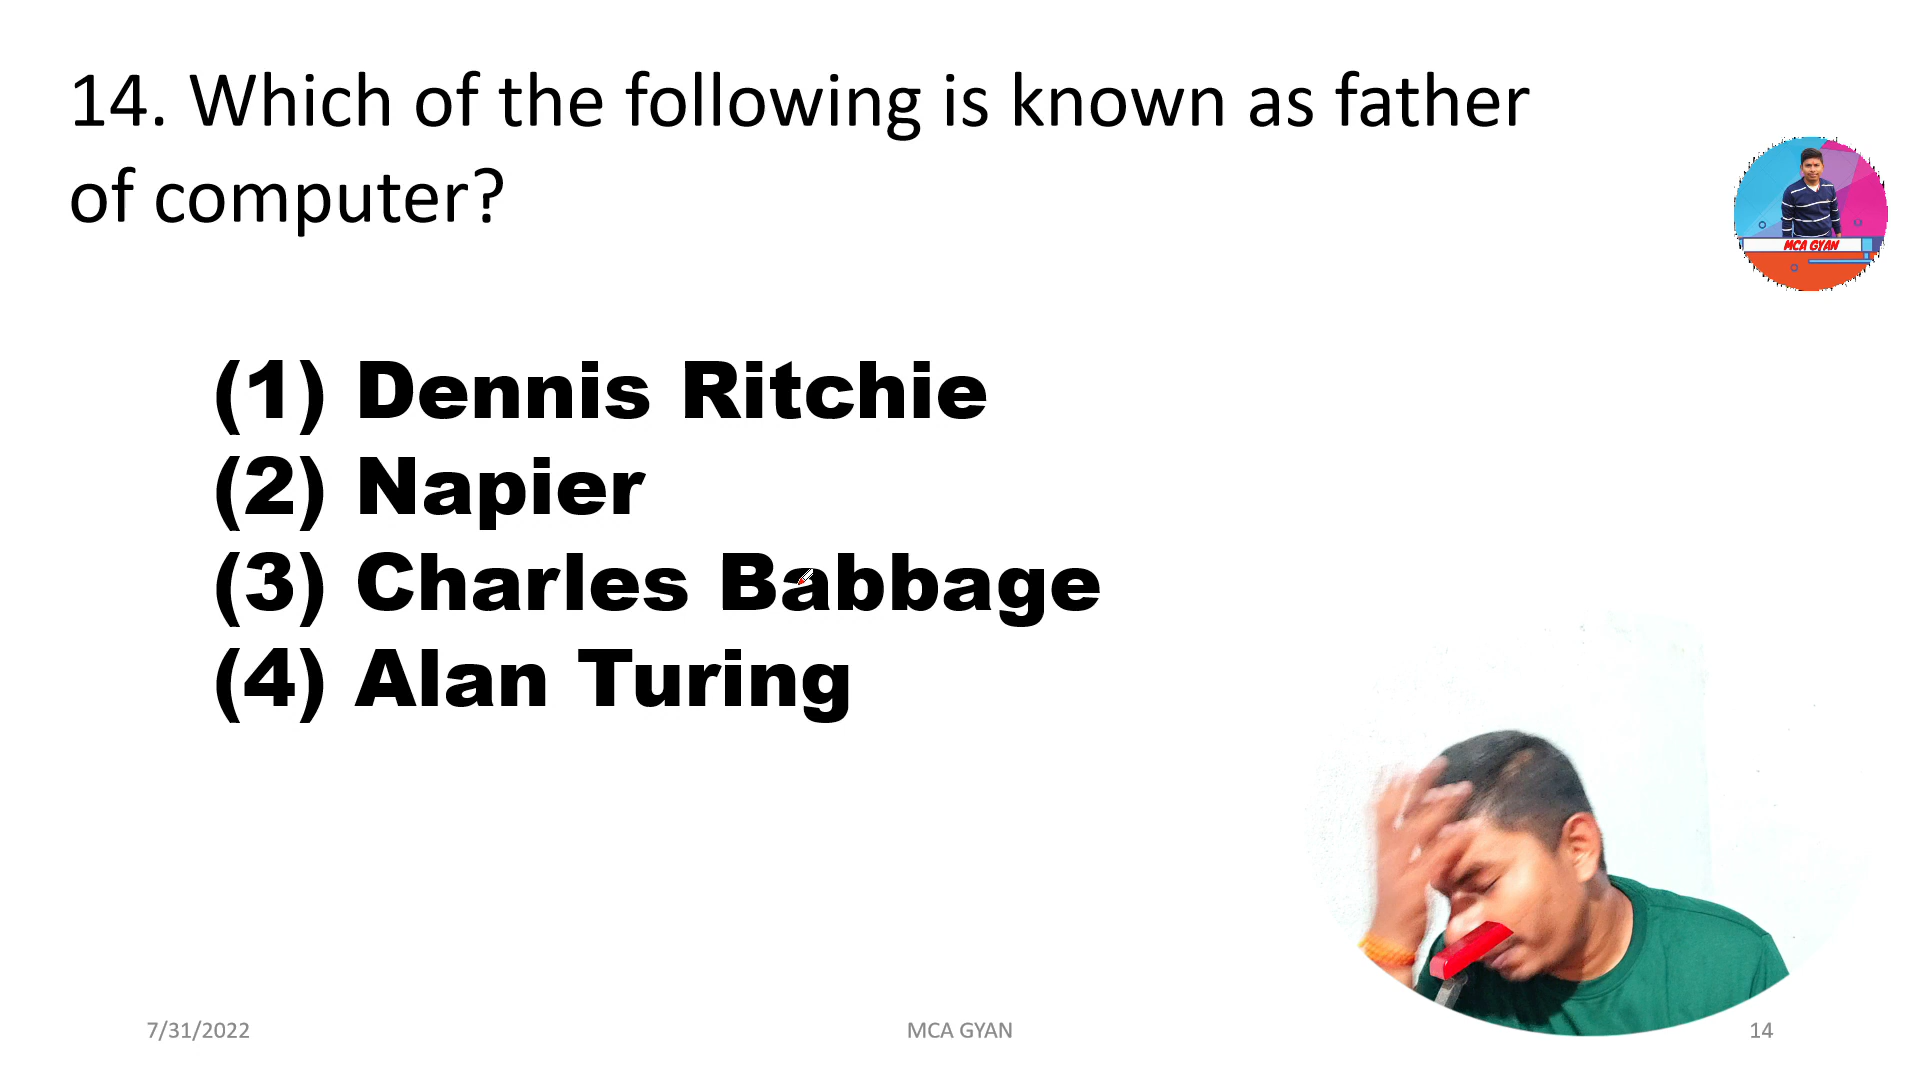 14. Which of the following is known as father
of computer?
MCA GYAN
(1) Dennis Ritchie
(2) Napier
(3) Charles Babbage
(4) Alan Turing
7/31/2022
MCA GYAN
14